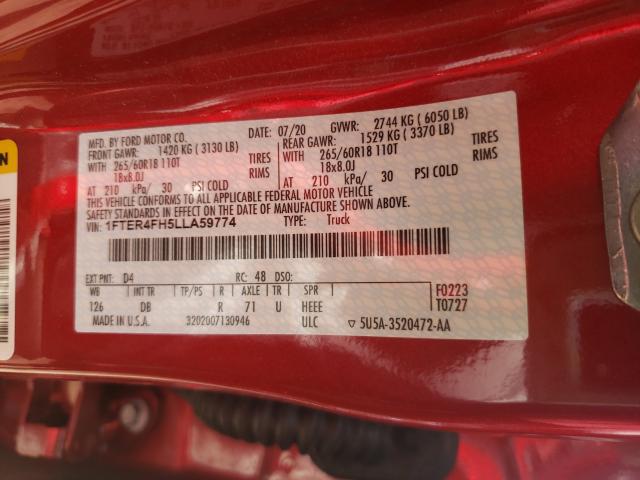 MFD. BY FORD MOTOR CO.
DATE: 07/20 GVWR: 2744 KG ( 6050 LB)
FRONT GAWR: 1420 KG ( 3130 LB) REAR GAWR: 1529 KG ( 3370 LB)
WITH 265/60R18 110T TIRES WITH 265/60R18 110T TIRES
18x8.0J RIMS 18x8.0J RIMS
AT 210 kPa/ 30 PSI COLD AT 210 kPa/ 30 PSI COLD
THIS VEHICLE CONFORMS TO ALL APPLICABLE FEDERAL MOTOR VEHICLE
SAFETY STANDARDS IN EFFECT ON THE DATE OF MANUFACTURE SHOWN ABOVE.
VIN: 1FTER4FH5LLA59774 TYPE: Truck
EXT PNT: D4 RC: 48 DSO:
WB INT TR TP/PS R AXLE TR SPR F0223
126 DB R 71 U HEEE T0727
MADE IN U.S.A. 3202007130946 ULC ▽ 5U5A-3520472-AA